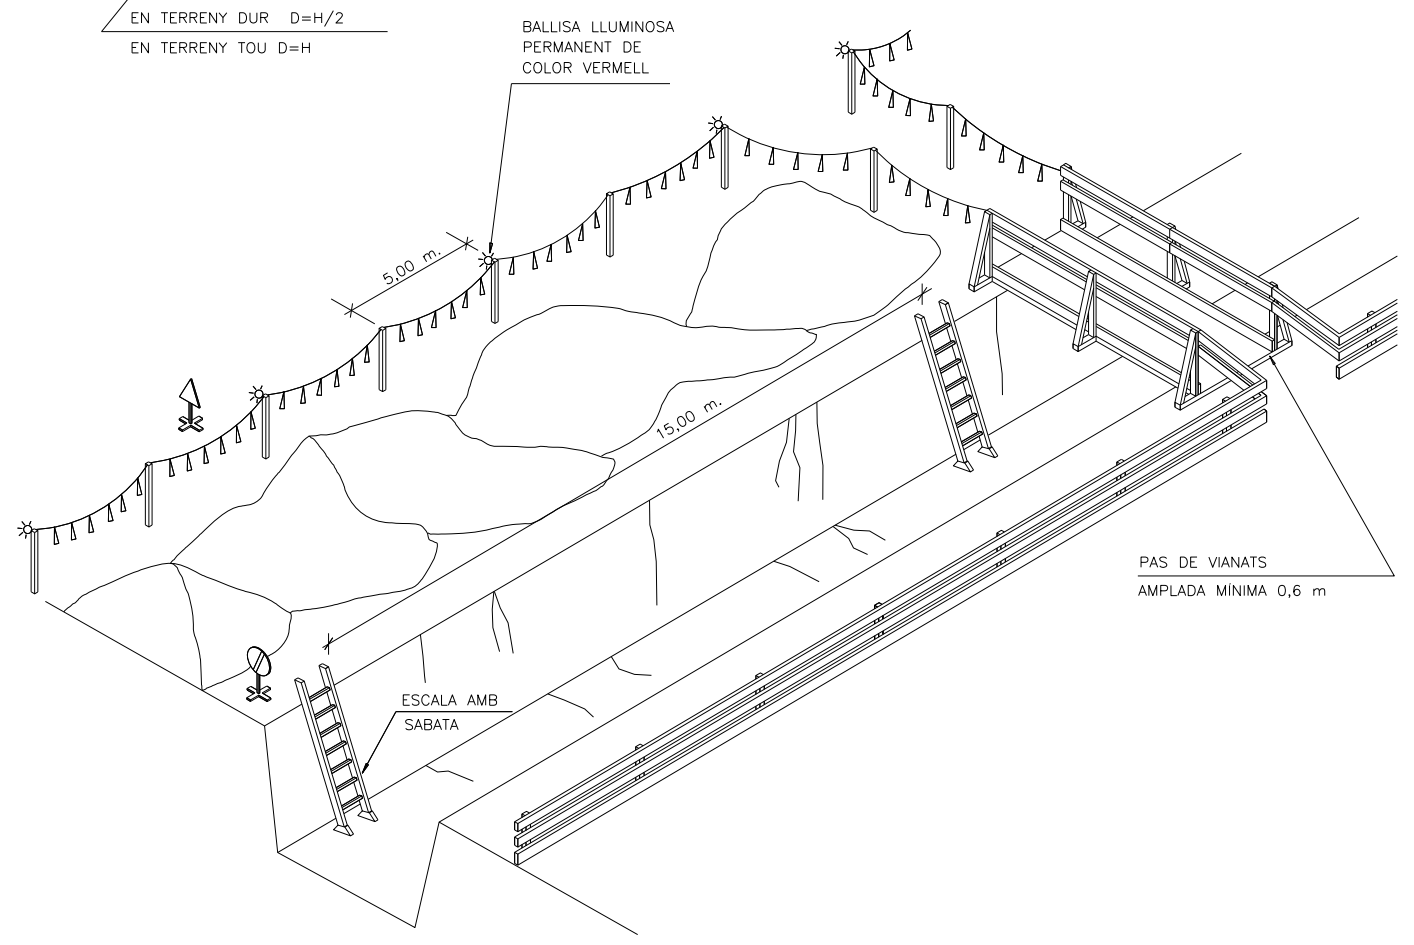 EN TERRENY DUR D=H/2
EN TERRENY TOU D=H
BALLISA LLUMINOSA
PERMANENT DE
COLOR VERMELL
5,00 m.
15,00 m.
PAS DE VIANATS
AMPLADA MÍNIMA 0,6 m
ESCALA AMB
SABATA